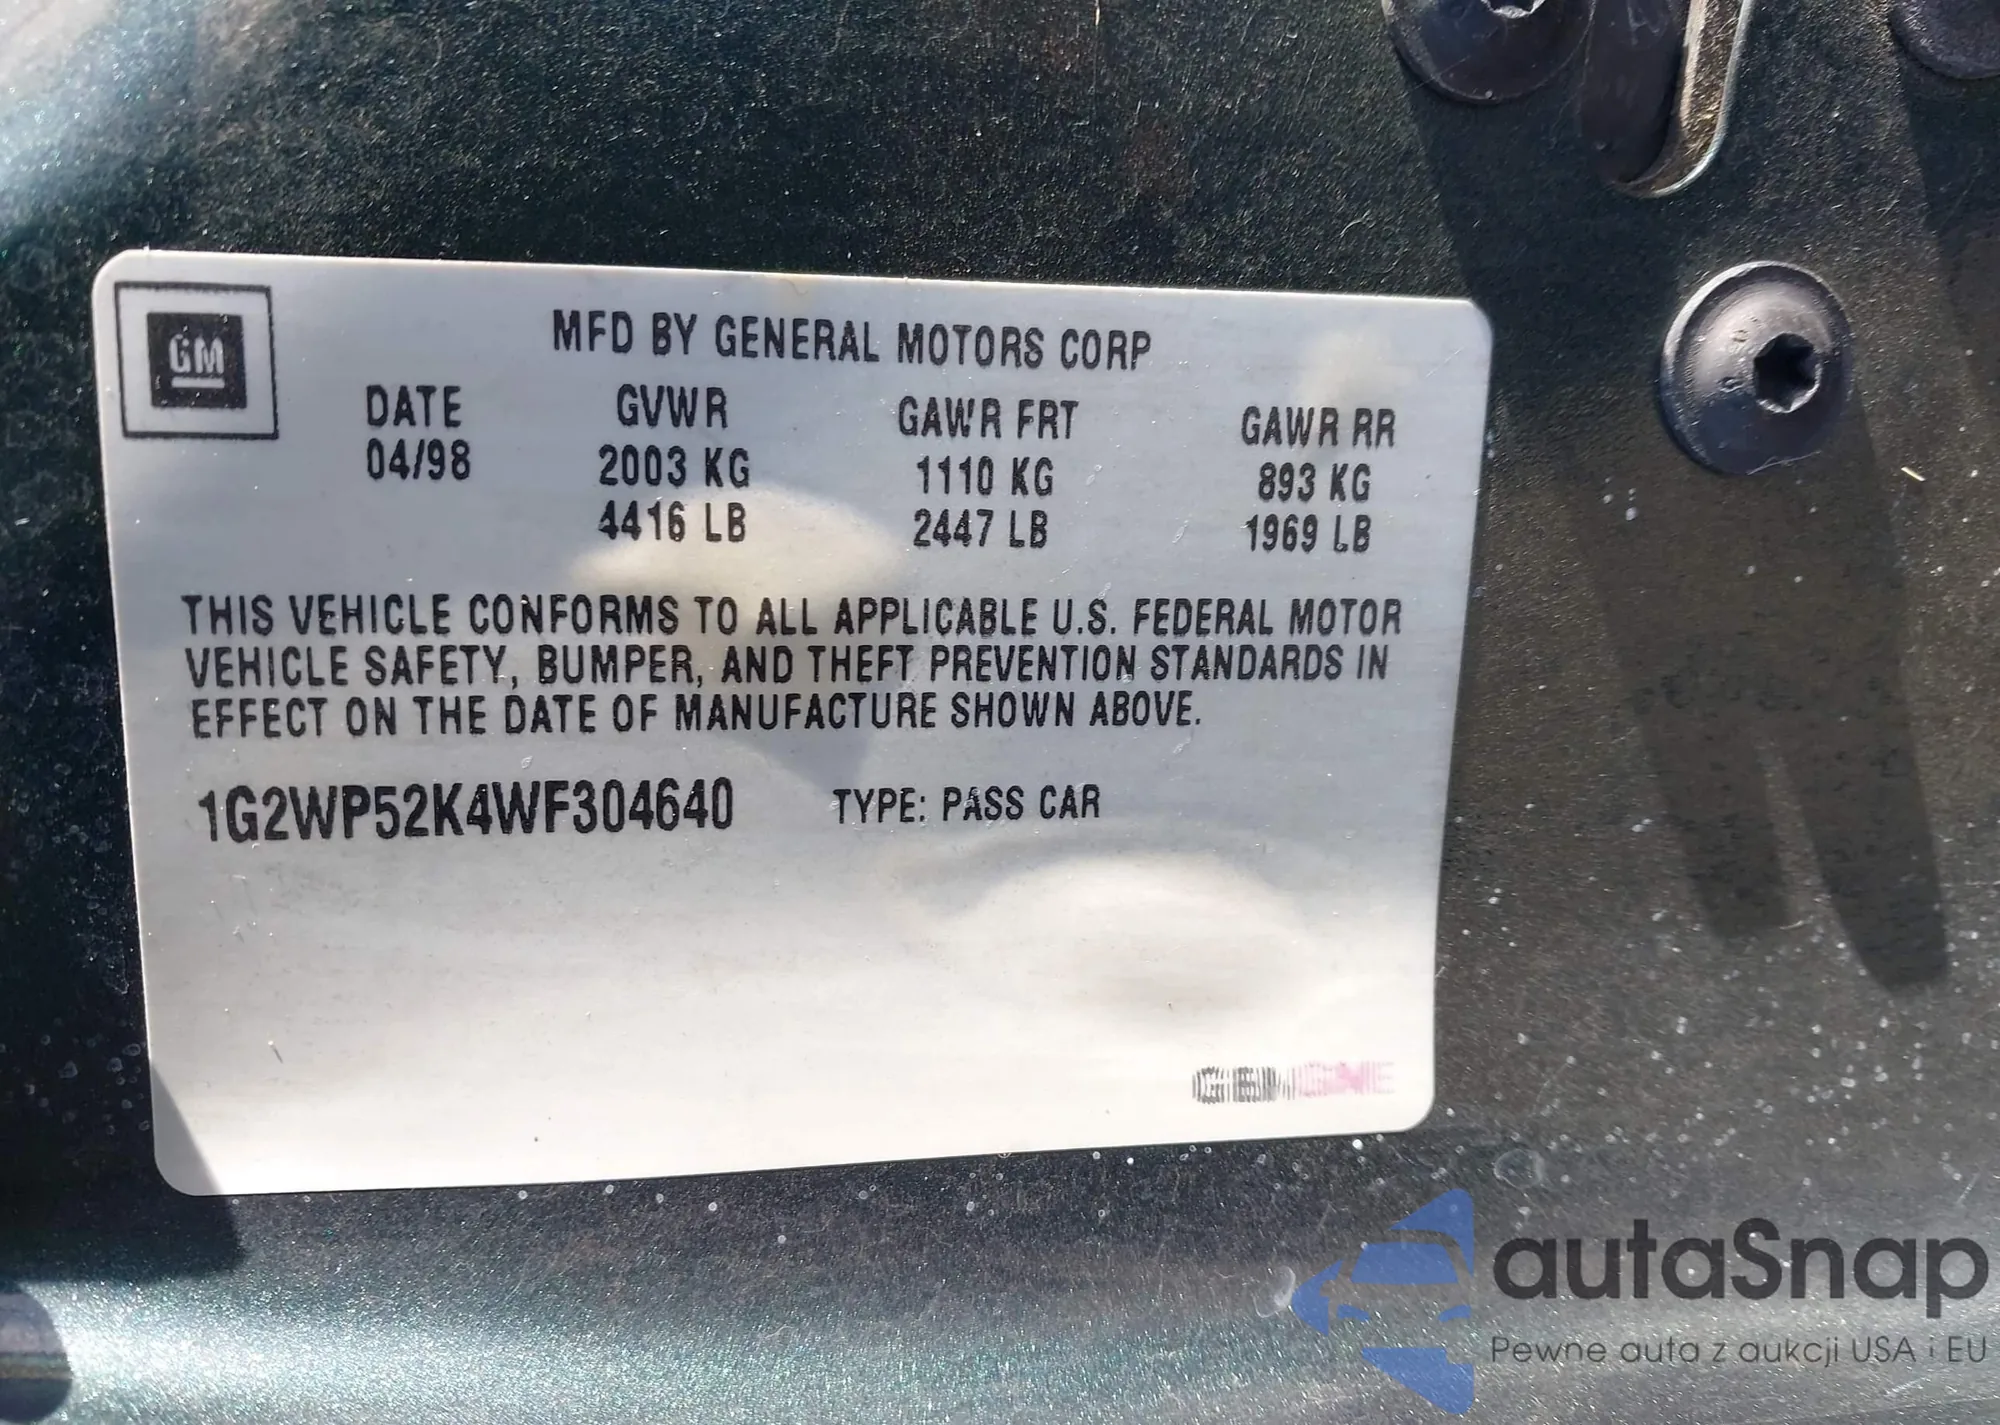 GM
MFD BY GENERAL MOTORS CORP
DATE GVWR GAWR FRT GAWR RR
04/98 2003 KG 1110 KG 893 KG
4416 LB 2447 LB 1969 LB
THIS VEHICLE CONFORMS TO ALL APPLICABLE U.S. FEDERAL MOTOR
VEHICLE SAFETY, BUMPER, AND THEFT PREVENTION STANDARDS IN
EFFECT ON THE DATE OF MANUFACTURE SHOWN ABOVE.
1G2WP52K4WF304640 TYPE: PASS CAR
autaSnap
Pewne auta z aukcji USA i EU